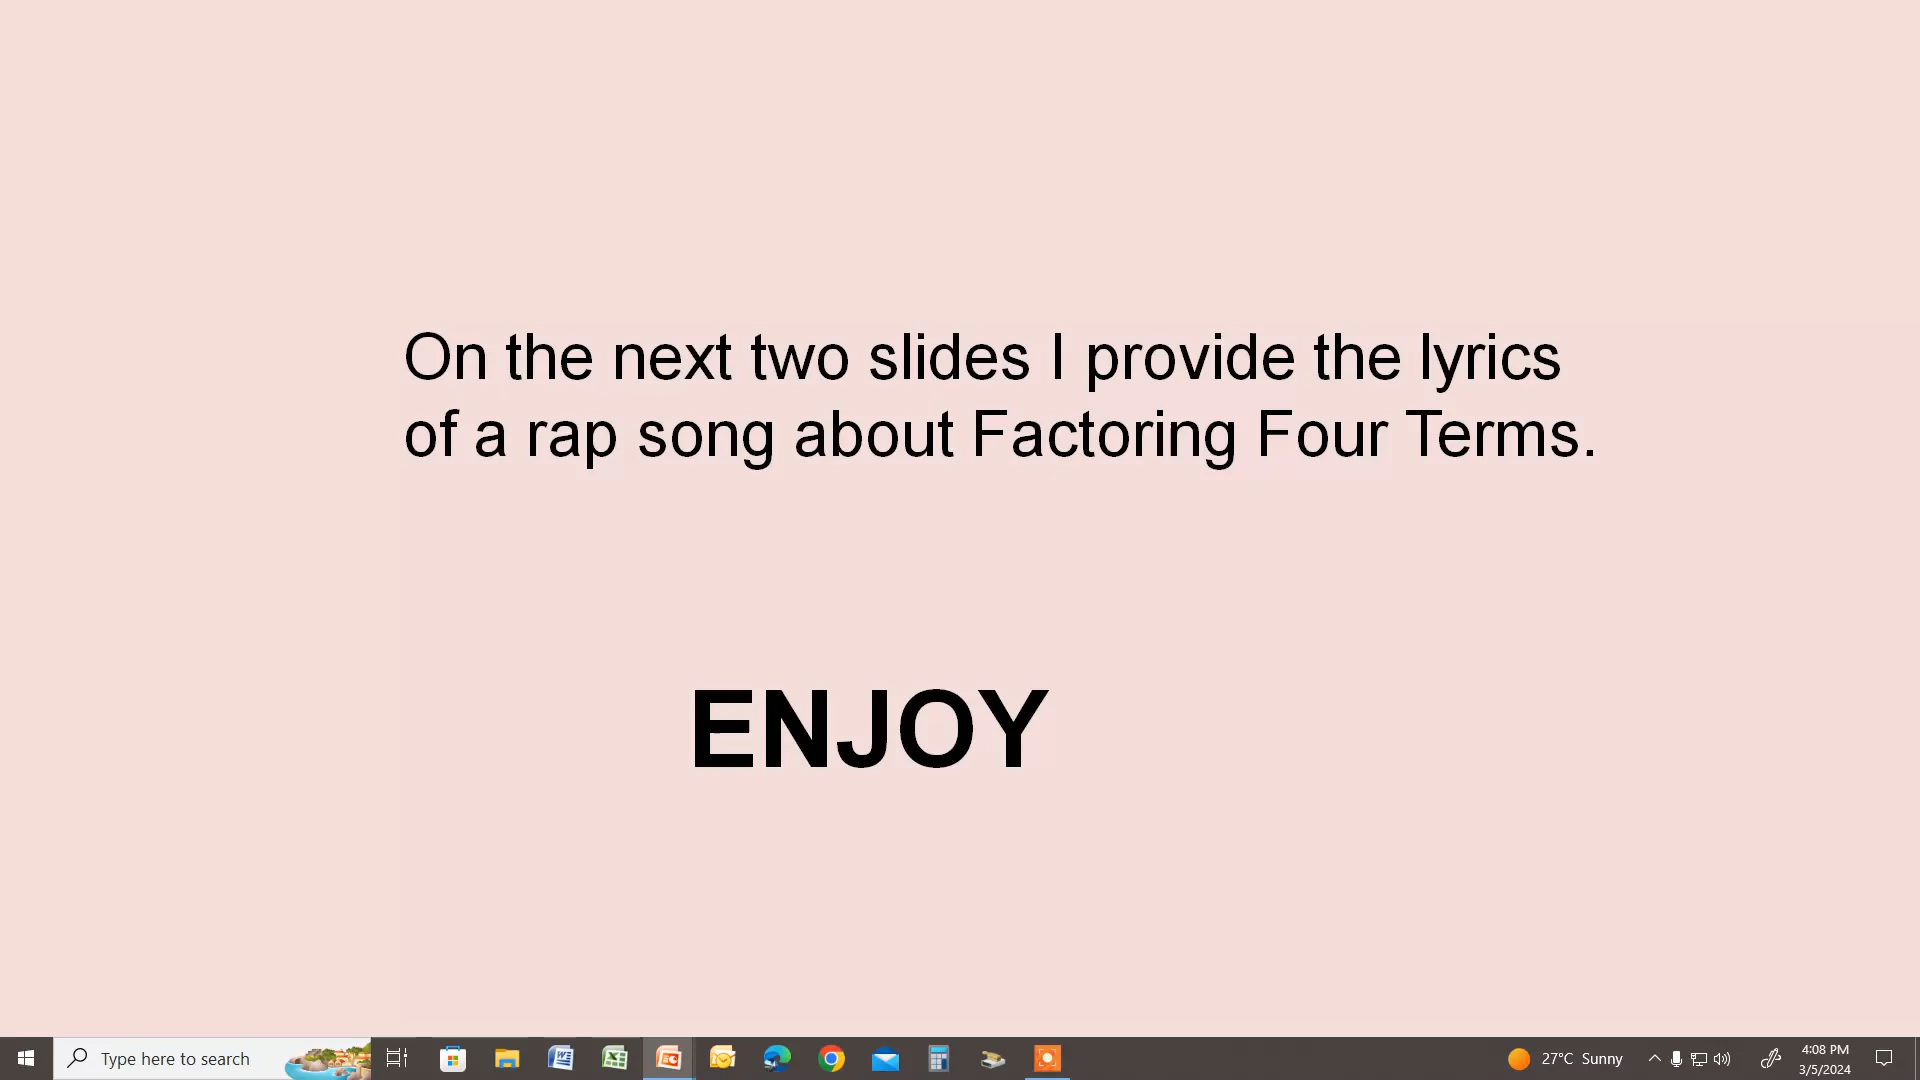 On the next two slides I provide the lyrics
of a rap song about Factoring Four Terms.
ENJOY
Type here to search
27°C Sunny
4:08 PM
3/5/2024